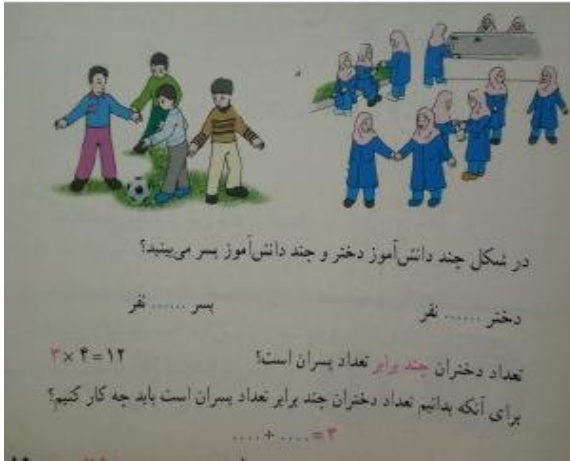 در شکل چند دانش‌آموز دختر و چند دانش‌آموز پسر می‌بینید؟
دختر ...... نفر پسر ...... نفر
تعداد دختران چند برابر تعداد پسران است؟ ۳ × ۴ = ۱۲
برای آنکه بدانیم تعداد دختران چند برابر تعداد پسران است باید چه کار کنیم؟
.... + .... = ۳